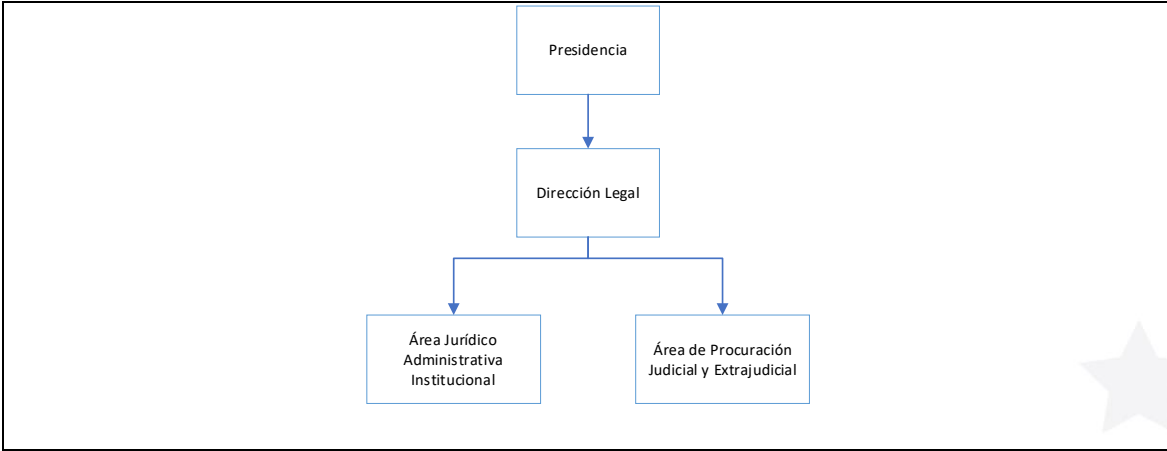 Presidencia
Dirección Legal
Área Jurídico
Administrativa
Institucional
Área de Procuración
Judicial y Extrajudicial